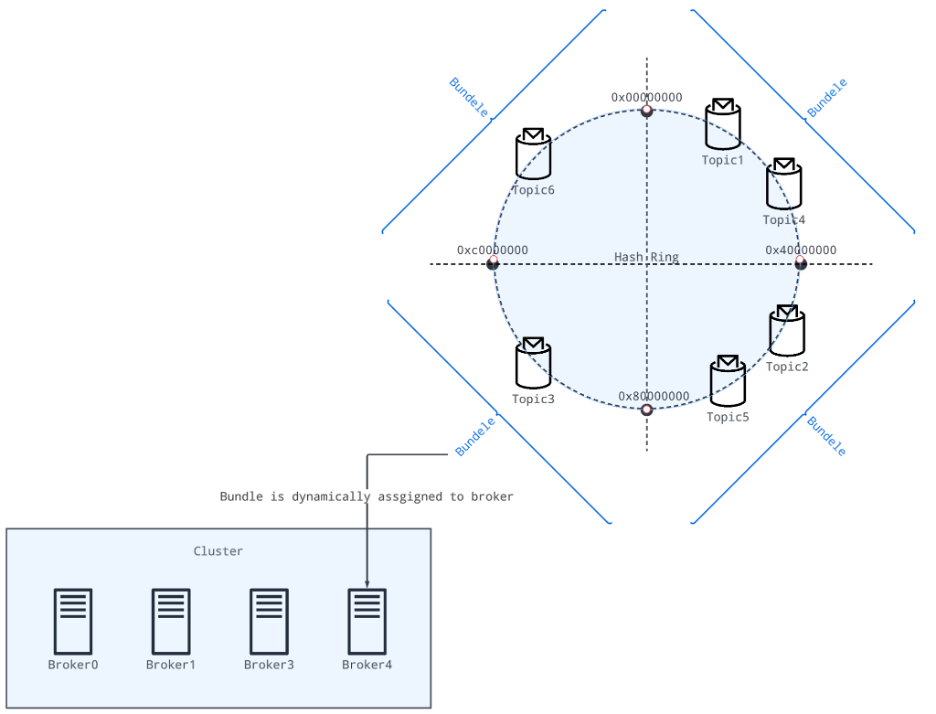 Bundele
Bundele
0x00000000
Topic1
Topic6
Topic4
0xc0000000
Hash Ring
0x40000000
Topic2
Topic3
0x80000000
Topic5
Bundele
Bundele
Bundle is dynamically assgigned to broker
Cluster
Broker0
Broker1
Broker3
Broker4